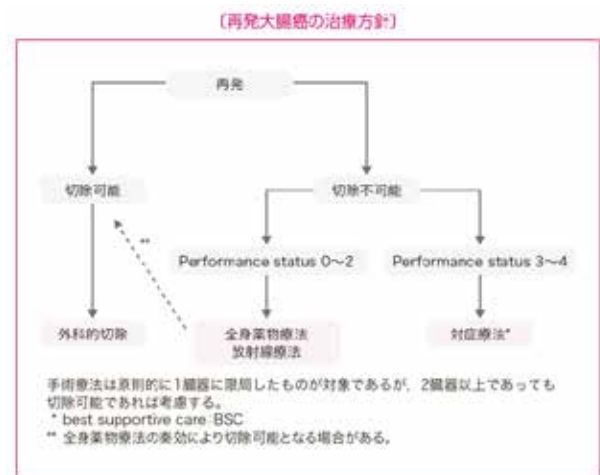 〔再発大腸癌の治療方針〕
再発
切除可能
切除不可能
**
Performance status 0〜2
Performance status 3〜4
外科的切除
全身薬物療法
放射線療法
対症療法*
手術療法は原則的に1臓器に限局したものが対象であるが，2臓器以上であっても
切除可能であれば考慮する。
* best supportive care：BSC
** 全身薬物療法の奏効により切除可能となる場合がある。